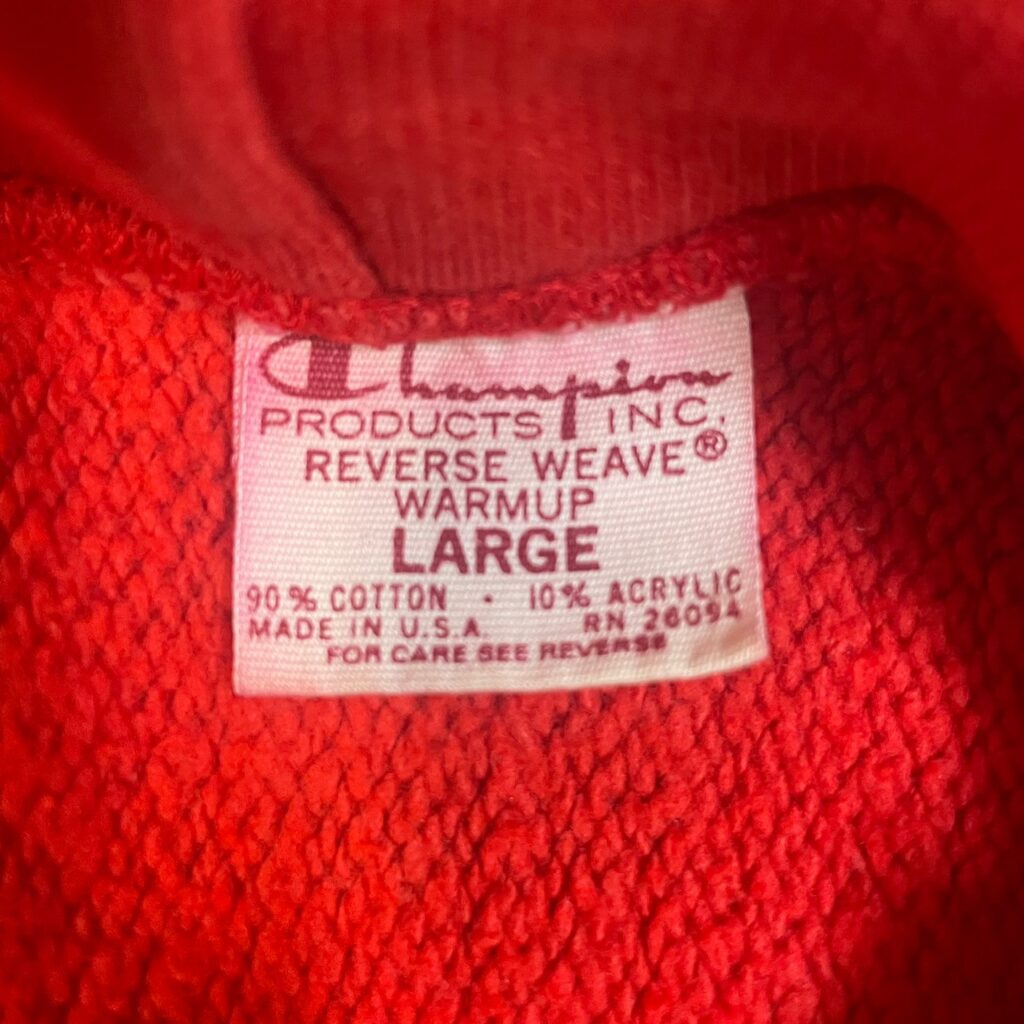 Champion
PRODUCTS INC.
REVERSE WEAVE®
WARMUP
LARGE
90% COTTON · 10% ACRYLIC
MADE IN U.S.A. RN 26094
FOR CARE SEE REVERSE